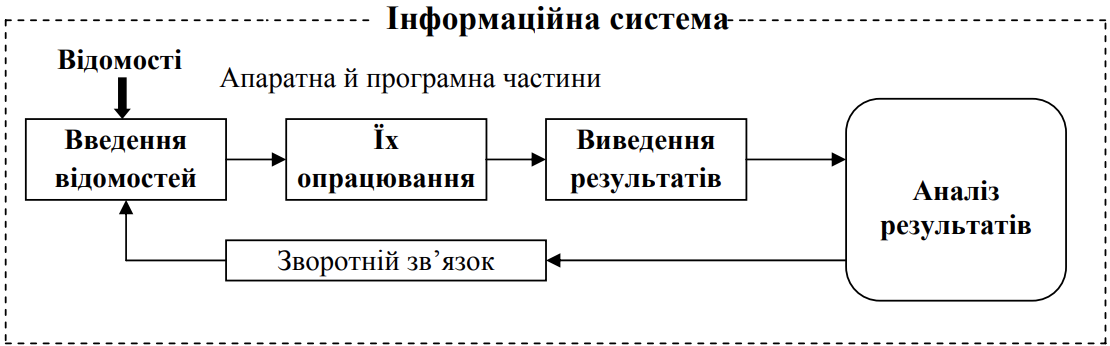 Інформаційна система
Відомості
Апаратна й програмна частини
Введення
відомостей
Їх
опрацювання
Виведення
результатів
Аналіз
результатів
Зворотній зв’язок